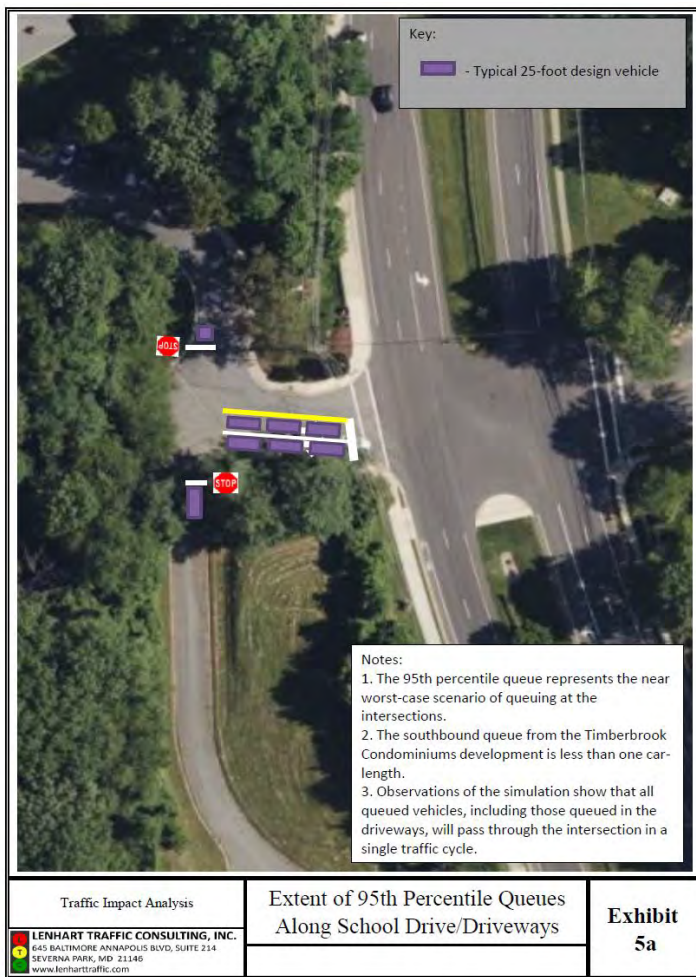 Key:
- Typical 25-foot design vehicle
STOP
STOP
Notes:
1. The 95th percentile queue represents the near
worst-case scenario of queuing at the
intersections.
2. The southbound queue from the Timberbrook
Condominiums development is less than one car-
length.
3. Observations of the simulation show that all
queued vehicles, including those queued in the
driveways, will pass through the intersection in a
single traffic cycle.
Traffic Impact Analysis
L
T
C
LENHART TRAFFIC CONSULTING, INC.
645 BALTIMORE ANNAPOLIS BLVD, SUITE 214
SEVERNA PARK, MD 21146
www.lenharttraffic.com
Extent of 95th Percentile Queues
Along School Drive/Driveways
Exhibit
5a